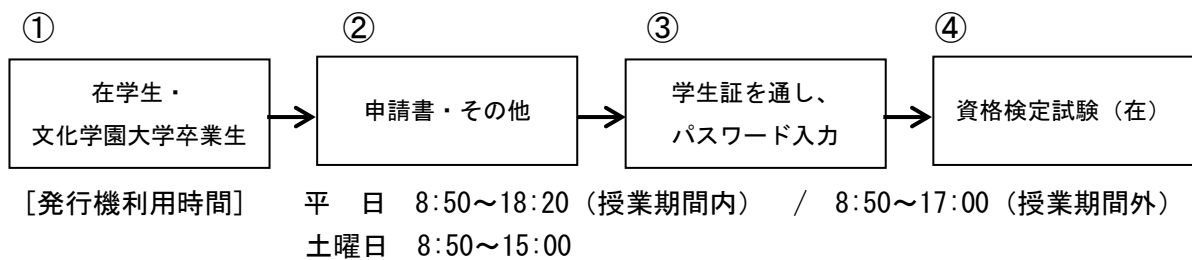 ① ② ③ ④
在学生・
文化学園大学卒業生
申請書・その他
学生証を通し、
パスワード入力
資格検定試験（在）
［発行機利用時間］ 平　日 8:50～18:20（授業期間内） / 8:50～17:00（授業期間外）
土曜日 8:50～15:00